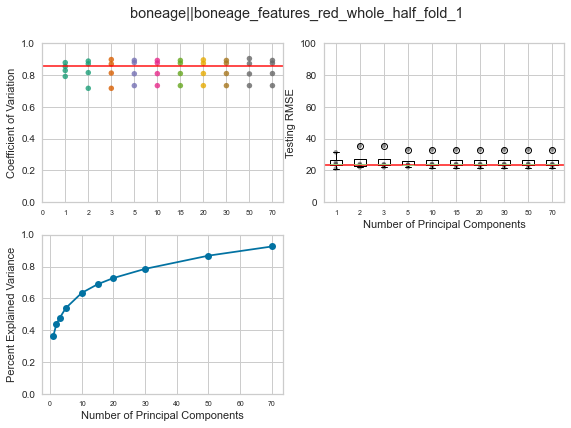 boneage||boneage_features_red_whole_half_fold_1
Coefficient of Variation
1.0
0.8
0.6
0.4
0.2
0.0
0 1 2 3 5 10 15 20 30 50 70
Testing RMSE
100
80
60
40
20
0
1 2 3 5 10 15 20 30 50 70
Number of Principal Components
Percent Explained Variance
1.0
0.8
0.6
0.4
0.2
0.0
0 10 20 30 40 50 60 70
Number of Principal Components